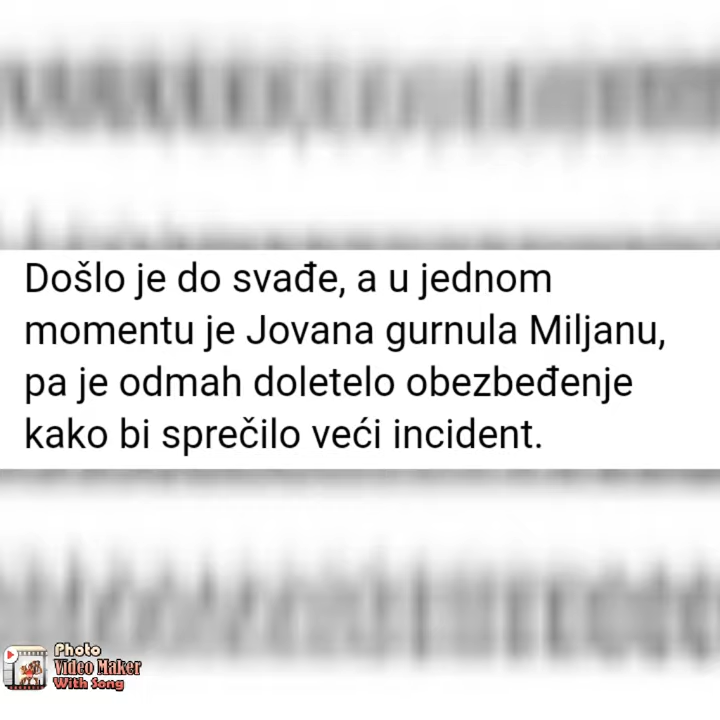 Došlo je do svađe, a u jednom
momentu je Jovana gurnula Miljanu,
pa je odmah doletelo obezbeđenje
kako bi sprečilo veći incident.
Photo
Video Maker
With Song